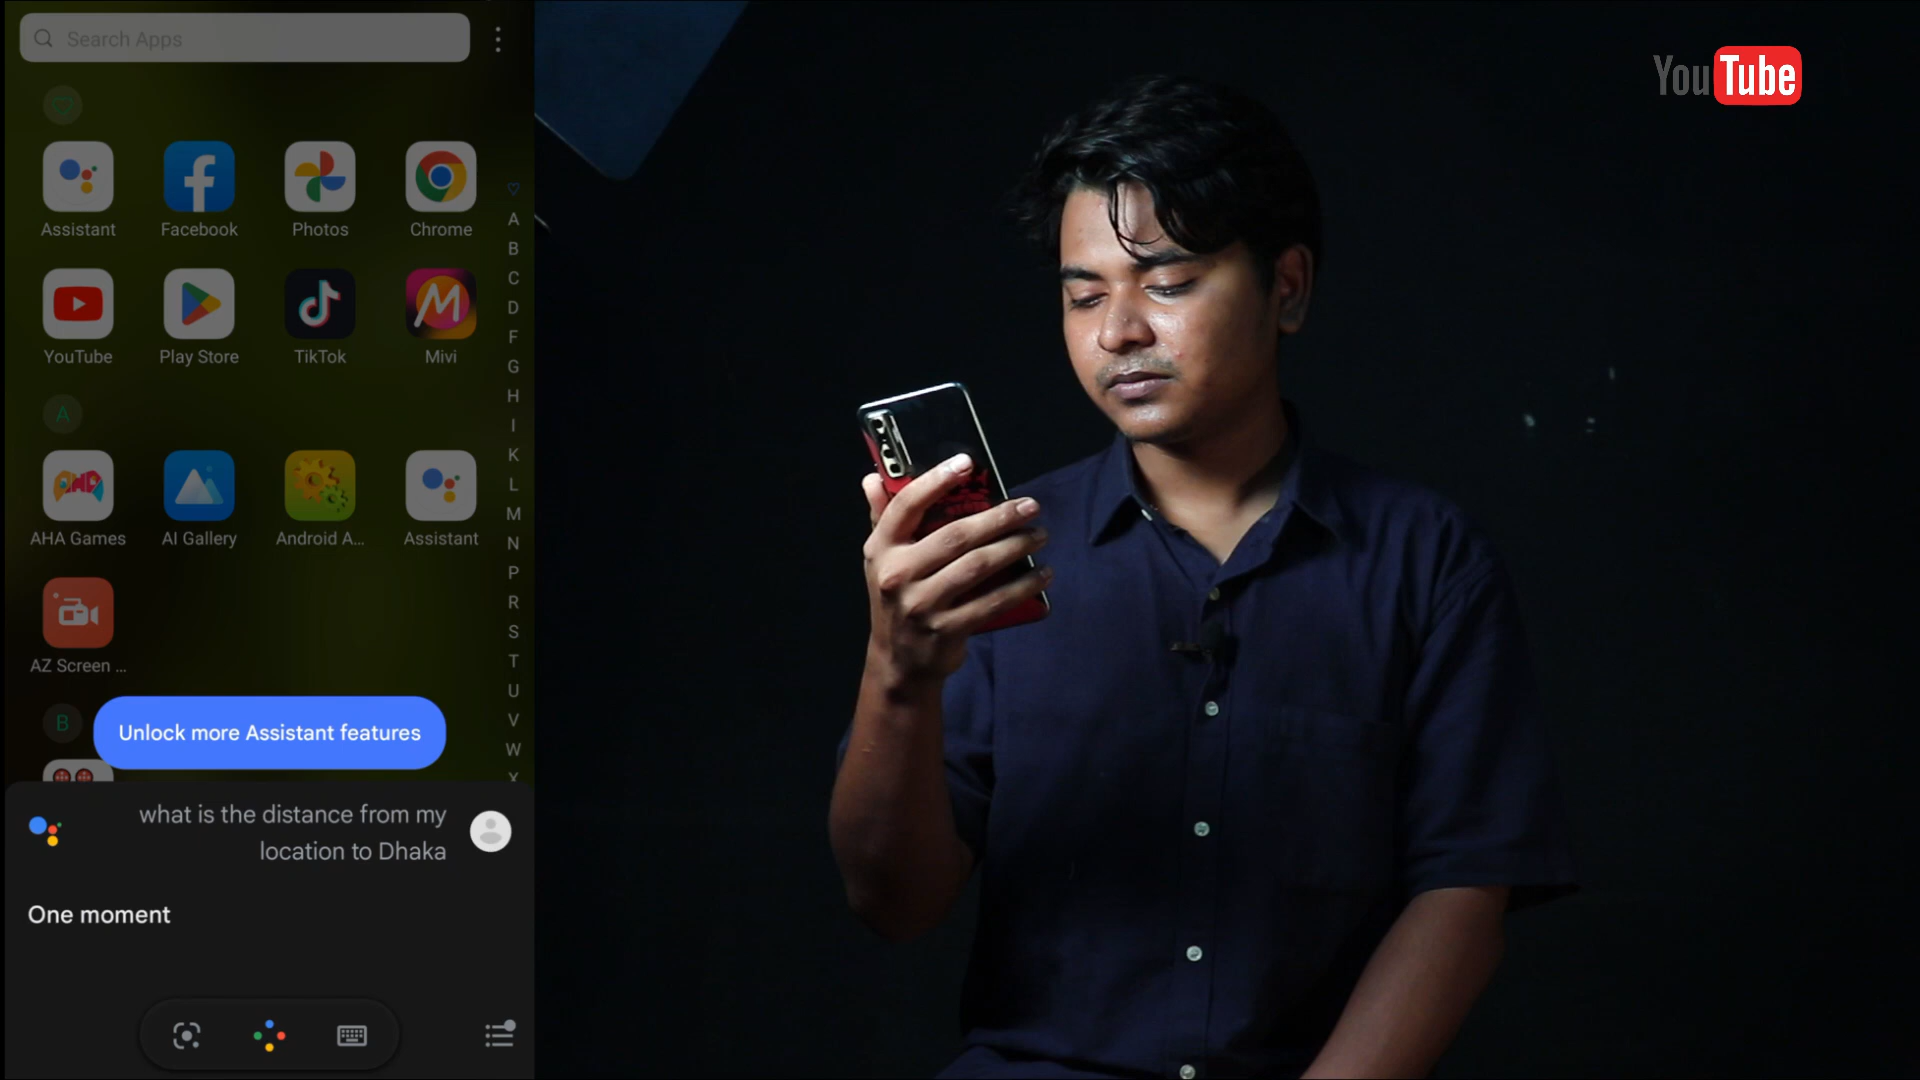 Search Apps
YouTube
Assistant
Facebook
Photos
Chrome
A
B
C
D
F
G
H
I
K
L
M
N
P
R
S
T
U
V
W
X
YouTube
Play Store
TikTok
Mivi
A
AHA Games
AI Gallery
Android A...
Assistant
AZ Screen ...
B
Unlock more Assistant features
what is the distance from my
location to Dhaka
One moment